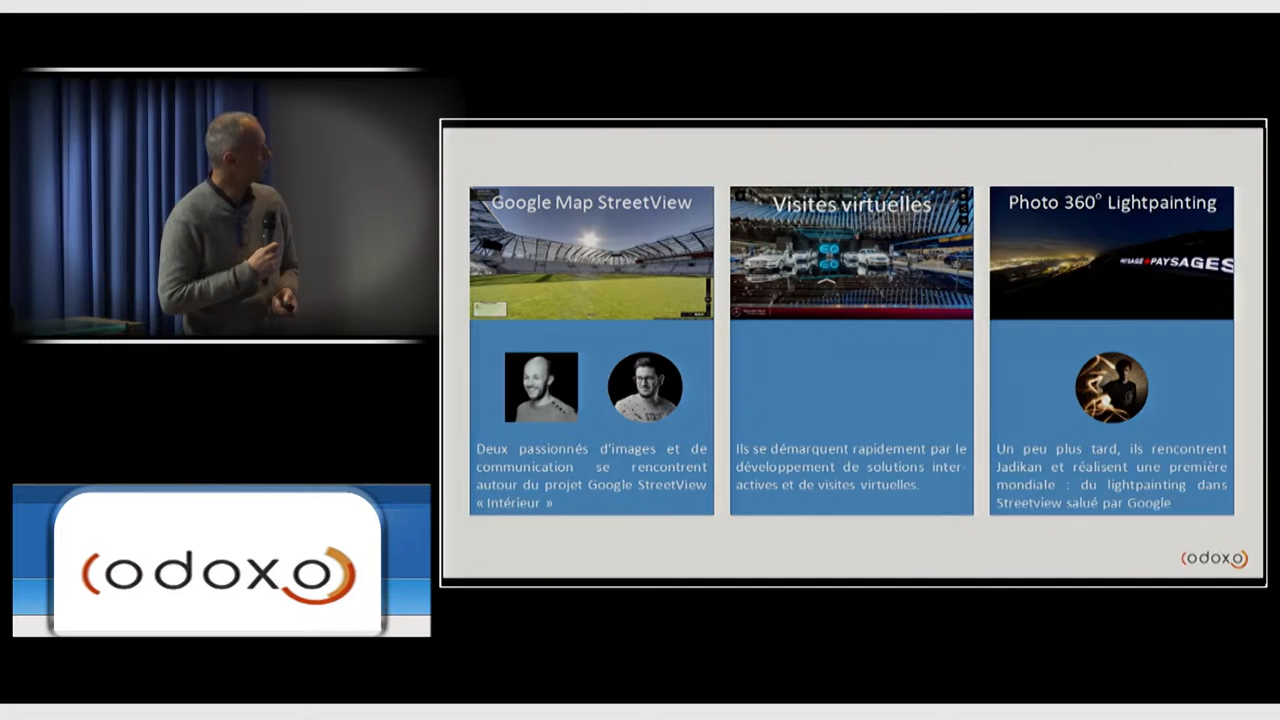 Google Map StreetView
Deux passionnés d'images et de
communication se rencontrent
autour du projet Google StreetView
« Intérieur »
Visites virtuelles
Ils se démarquent rapidement par le
développement de solutions inter-
actives et de visites virtuelles.
Photo 360° Lightpainting
PAYSAGES
Un peu plus tard, ils rencontrent
Jadikan et réalisent une première
mondiale : du lightpainting dans
Streetview salué par Google
(odoxo)
(odoxo)